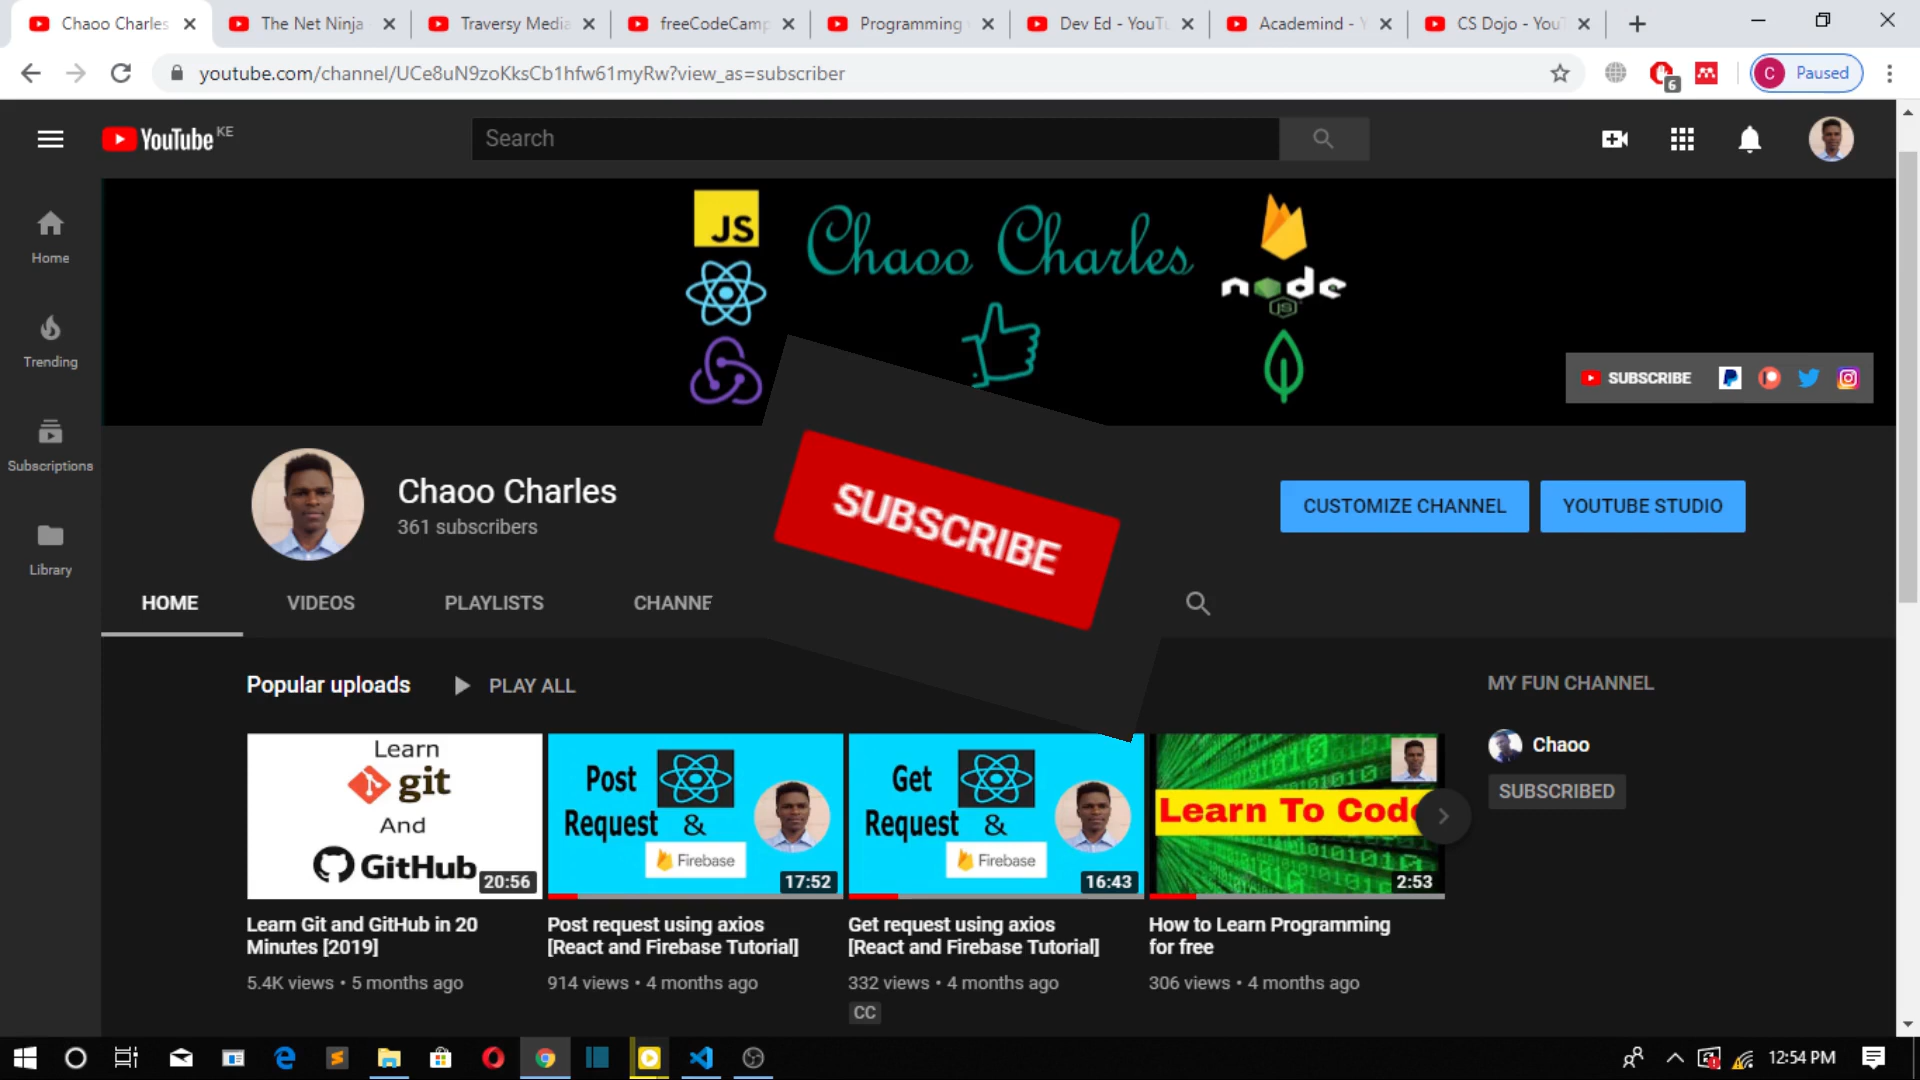 Chaoo Charles
The Net Ninja
Traversy Media
freeCodeCamp
Programming
Dev Ed - YouTu
Academind - Y
CS Dojo - YouT
youtube.com/channel/UCe8uN9zoKksCb1hfw61myRw?view_as=subscriber
6
C
Paused
YouTube KE
Search
Home
Trending
Subscriptions
Library
JS
Chaoo Charles
node
JS
SUBSCRIBE
Chaoo Charles
361 subscribers
SUBSCRIBE
CUSTOMIZE CHANNEL
YOUTUBE STUDIO
HOME
VIDEOS
PLAYLISTS
CHANNE
Popular uploads
PLAY ALL
MY FUN CHANNEL
Chaoo
SUBSCRIBED
Learn
git
And
GitHub
20:56
Post
Request &
Firebase
17:52
Get
Request &
Firebase
16:43
Learn To Code
2:53
Learn Git and GitHub in 20
Minutes [2019]
5.4K views • 5 months ago
Post request using axios
[React and Firebase Tutorial]
914 views • 4 months ago
Get request using axios
[React and Firebase Tutorial]
332 views • 4 months ago
CC
How to Learn Programming
for free
306 views • 4 months ago
12:54 PM